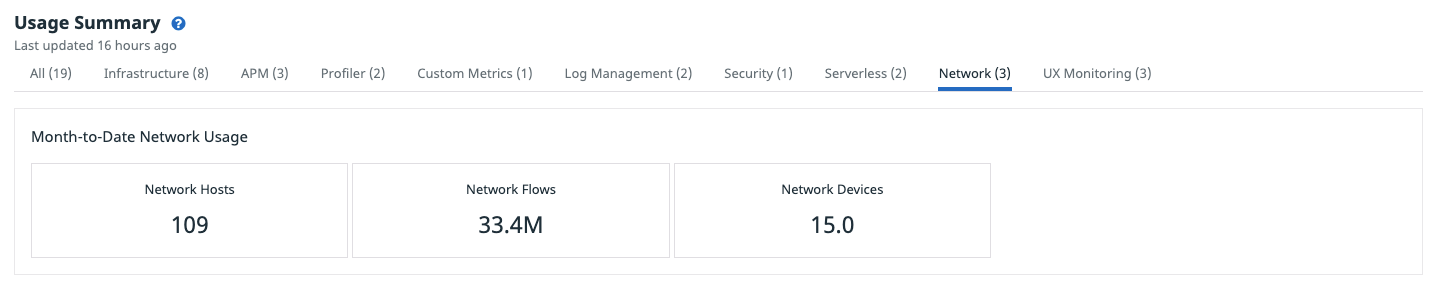 Usage Summary ?
Last updated 16 hours ago
All (19) Infrastructure (8) APM (3) Profiler (2) Custom Metrics (1) Log Management (2) Security (1) Serverless (2) Network (3) UX Monitoring (3)
Month-to-Date Network Usage
Network Hosts Network Flows Network Devices
109 33.4M 15.0